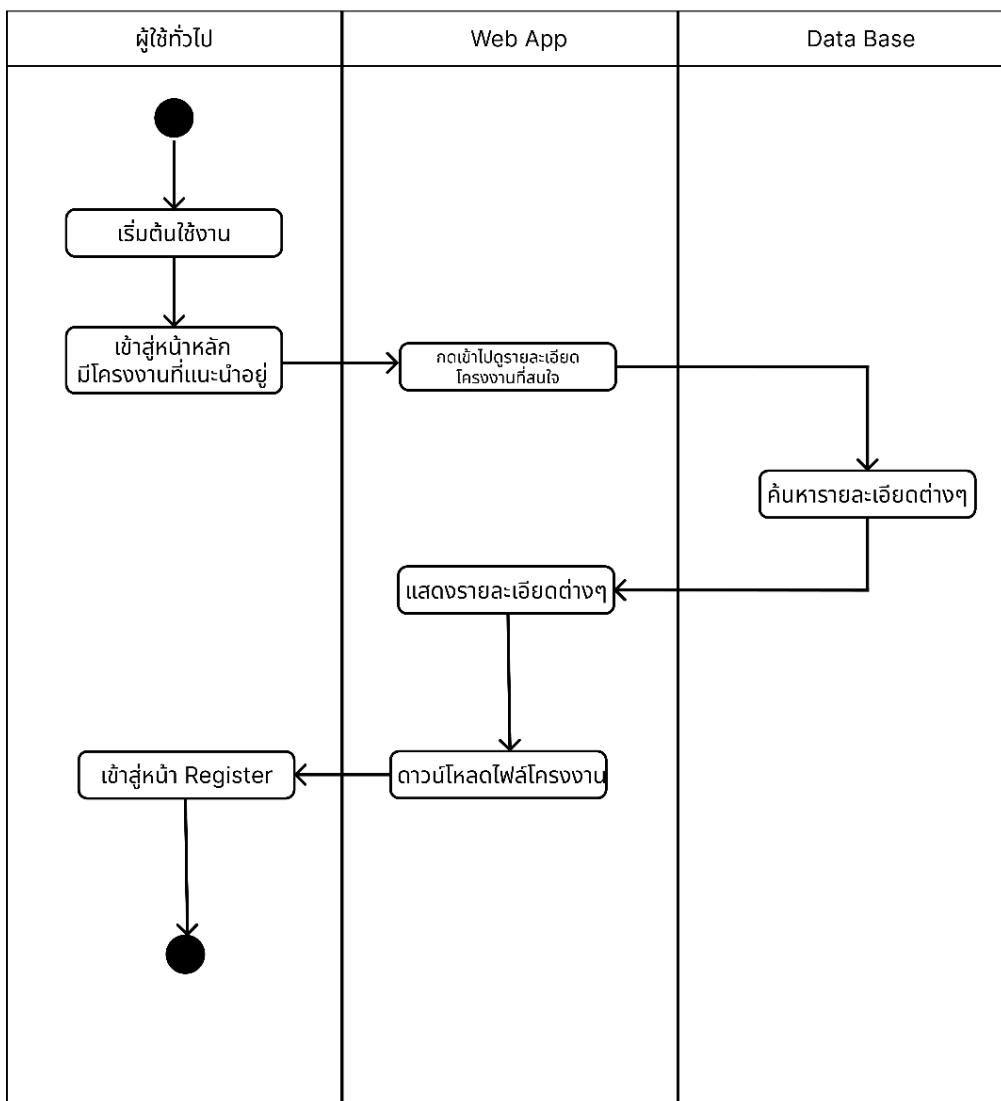 ผู้ใช้ทั่วไป
Web App
Data Base
เริ่มต้นใช้งาน
เข้าสู่หน้าหลัก
มีโครงงานที่แนะนำอยู่
กดเข้าไปดูรายละเอียด
โครงงานที่สนใจ
ค้นหารายละเอียดต่างๆ
แสดงรายละเอียดต่างๆ
เข้าสู่หน้า Register
ดาวน์โหลดไฟล์โครงงาน